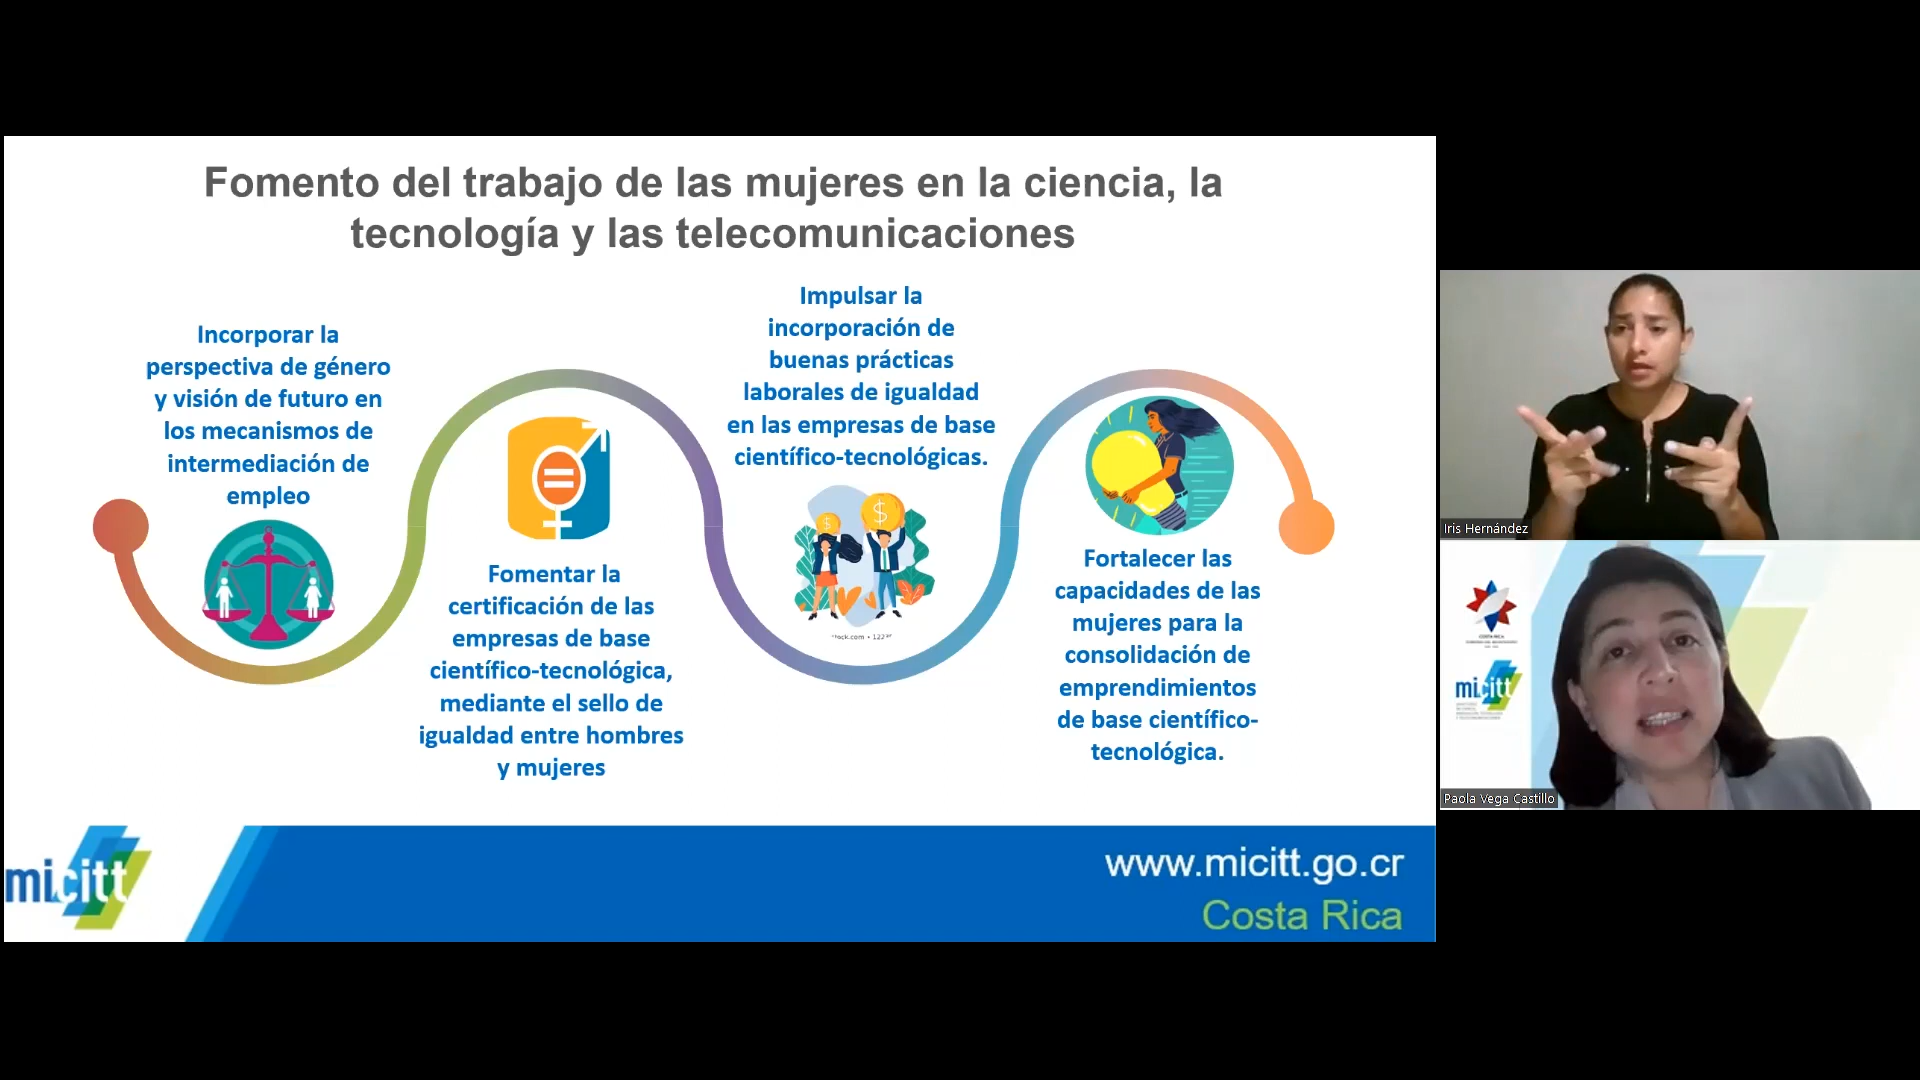 Fomento del trabajo de las mujeres en la ciencia, la
tecnología y las telecomunicaciones
Incorporar la
perspectiva de género
y visión de futuro en
los mecanismos de
intermediación de
empleo
Fomentar la
certificación de las
empresas de base
científico-tecnológica,
mediante el sello de
igualdad entre hombres
y mujeres
Impulsar la
incorporación de
buenas prácticas
laborales de igualdad
en las empresas de base
científico-tecnológicas.
Fortalecer las
capacidades de las
mujeres para la
consolidación de
emprendimientos
de base científico-
tecnológica.
micitt
www.micitt.go.cr
Costa Rica
Iris Hernández
COSTA RICA
micitt
Paola Vega Castillo